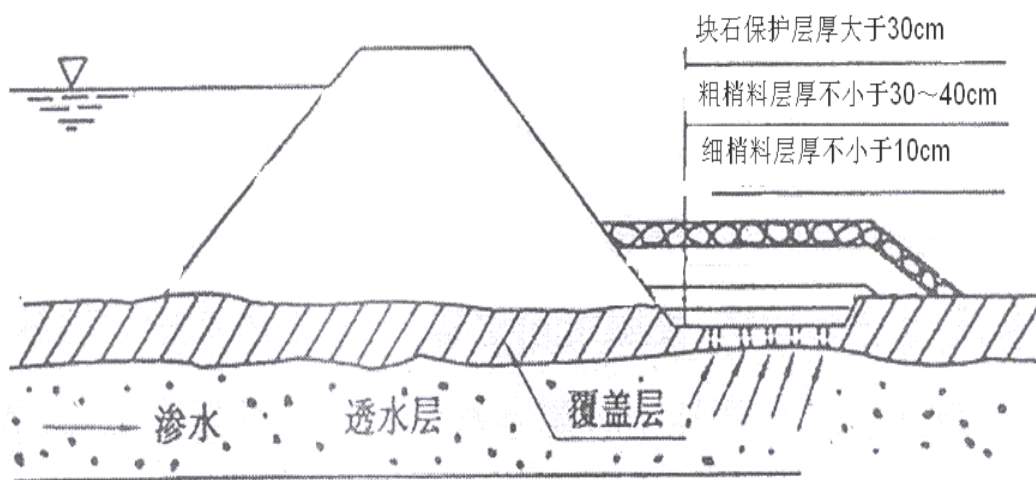 块石保护层厚大于30cm
粗梢料层厚不小于30～40cm
细梢料层厚不小于10cm
渗水
透水层
覆盖层